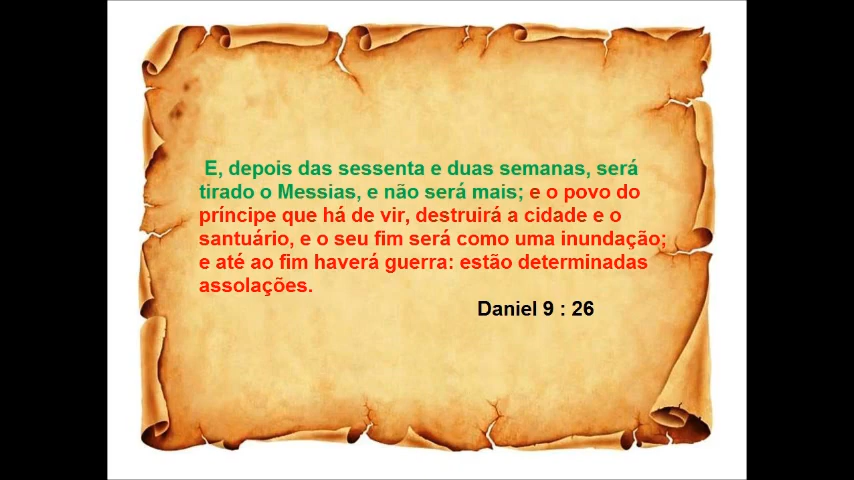 E, depois das sessenta e duas semanas, será
tirado o Messias, e não será mais; e o povo do
príncipe que há de vir, destruirá a cidade e o
santuário, e o seu fim será como uma inundação;
e até ao fim haverá guerra: estão determinadas
assolações.
Daniel 9 : 26